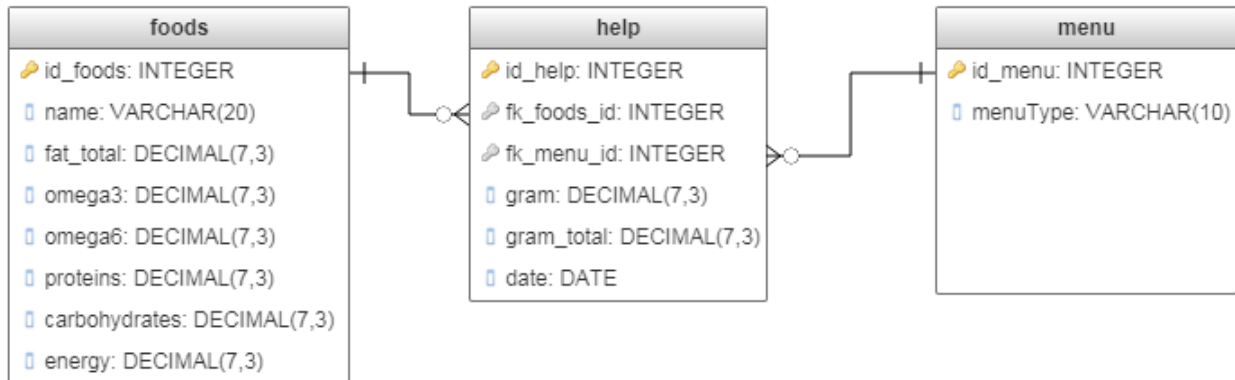 foods
id_foods: INTEGER
name: VARCHAR(20)
fat_total: DECIMAL(7,3)
omega3: DECIMAL(7,3)
omega6: DECIMAL(7,3)
proteins: DECIMAL(7,3)
carbohydrates: DECIMAL(7,3)
energy: DECIMAL(7,3)
help
id_help: INTEGER
fk_foods_id: INTEGER
fk_menu_id: INTEGER
gram: DECIMAL(7,3)
gram_total: DECIMAL(7,3)
date: DATE
menu
id_menu: INTEGER
menuType: VARCHAR(10)